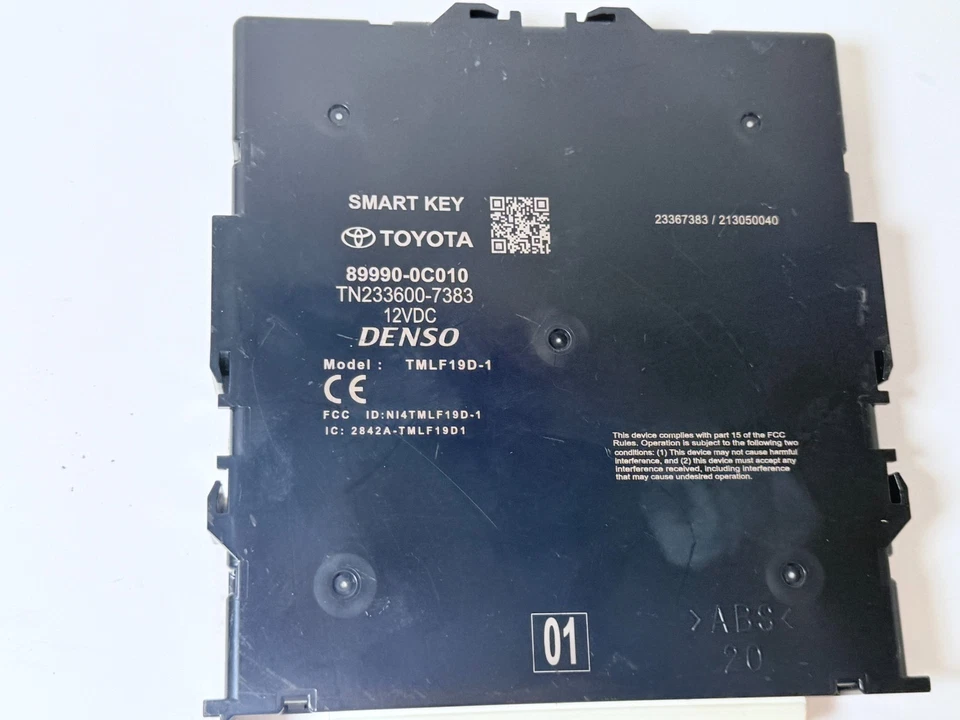 SMART KEY
TOYOTA
23367383 / 213050040
89990-0C010
TN233600-7383
12VDC
DENSO
Model : TMLF19D-1
CE
FCC ID:NI4TMLF19D-1
IC: 2842A-TMLF19D1
This device complies with part 15 of the FCC
Rules. Operation is subject to the following two
conditions: (1) This device may not cause harmful
interference, and (2) this device must accept any
interference received, including interference
that may cause undesired operation.
01
>ABS<
20